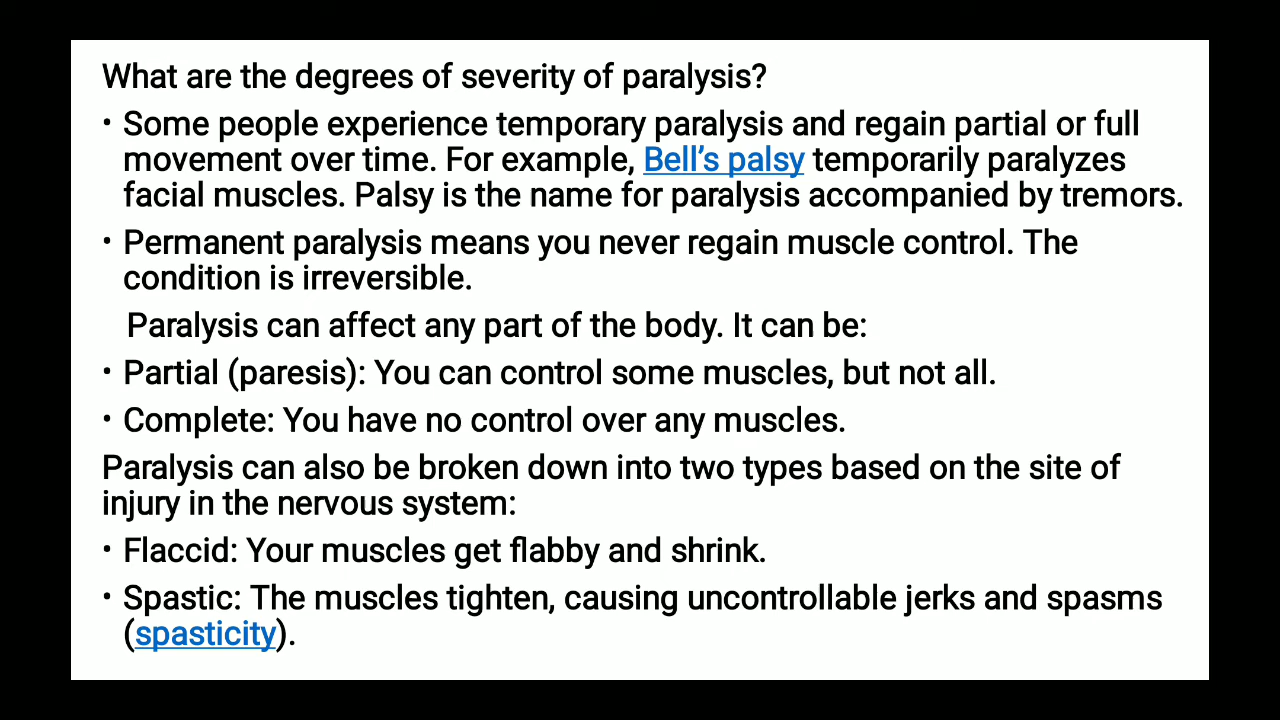 What are the degrees of severity of paralysis?
• Some people experience temporary paralysis and regain partial or full
movement over time. For example, Bell’s palsy temporarily paralyzes
facial muscles. Palsy is the name for paralysis accompanied by tremors.
• Permanent paralysis means you never regain muscle control. The
condition is irreversible.
Paralysis can affect any part of the body. It can be:
• Partial (paresis): You can control some muscles, but not all.
• Complete: You have no control over any muscles.
Paralysis can also be broken down into two types based on the site of
injury in the nervous system:
• Flaccid: Your muscles get flabby and shrink.
• Spastic: The muscles tighten, causing uncontrollable jerks and spasms
(spasticity).